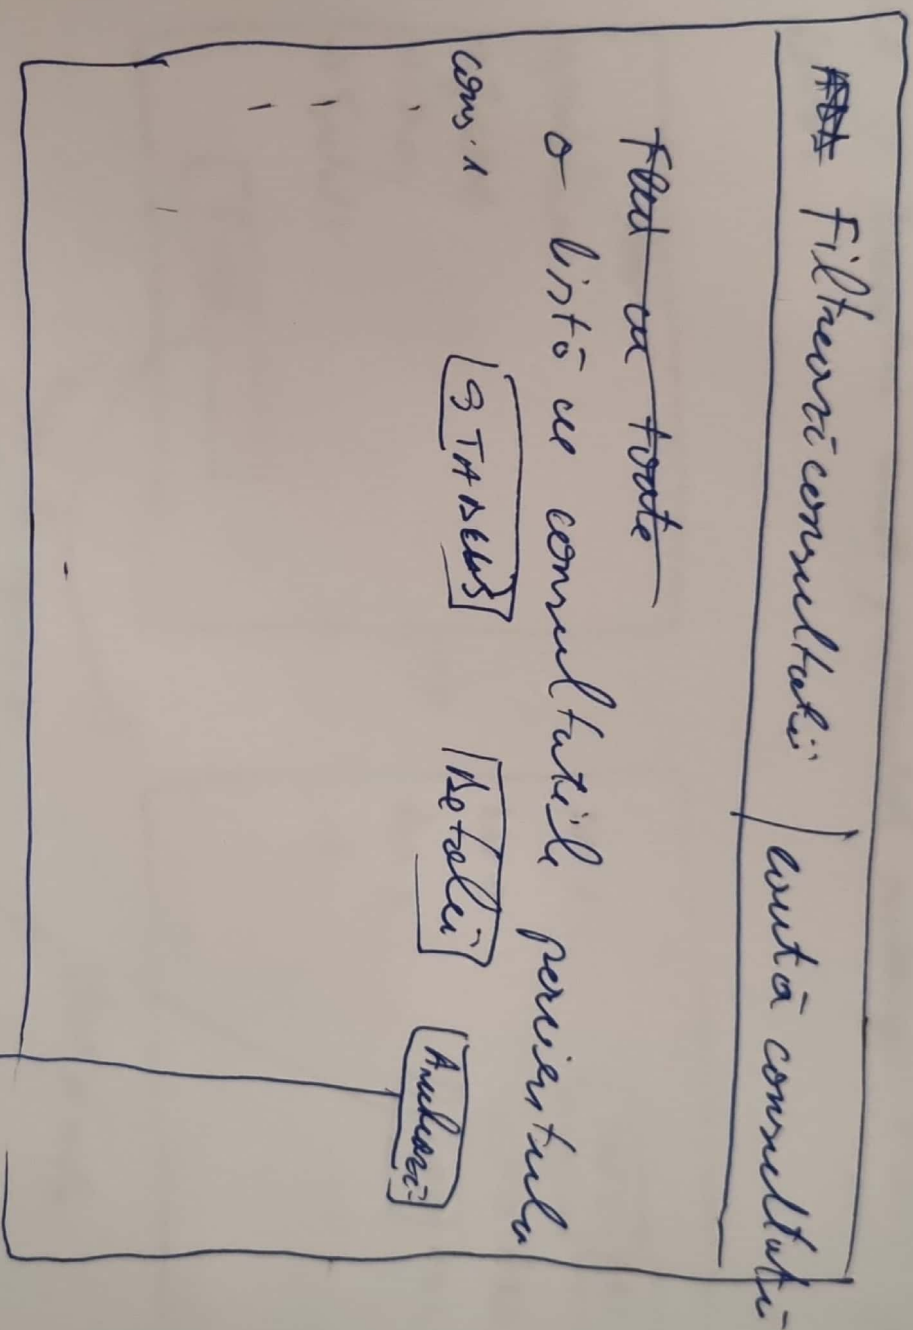 Filtrează consultații | caută consultații
Feed cu toate
o listă cu consultațiile pacientului
cons. 1 STATUS Detalii Anulează